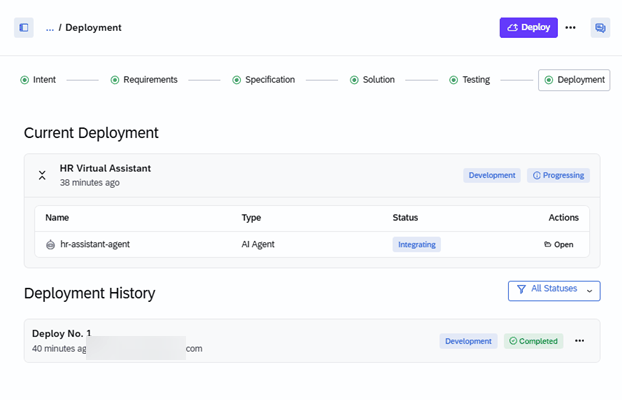 ... / Deployment
Deploy
Intent
Requirements
Specification
Solution
Testing
Deployment
Current Deployment
HR Virtual Assistant
38 minutes ago
Development
Progressing
Name Type Status Actions
hr-assistant-agent AI Agent Integrating Open
Deployment History
All Statuses
Deploy No. 1
40 minutes ag com
Development
Completed